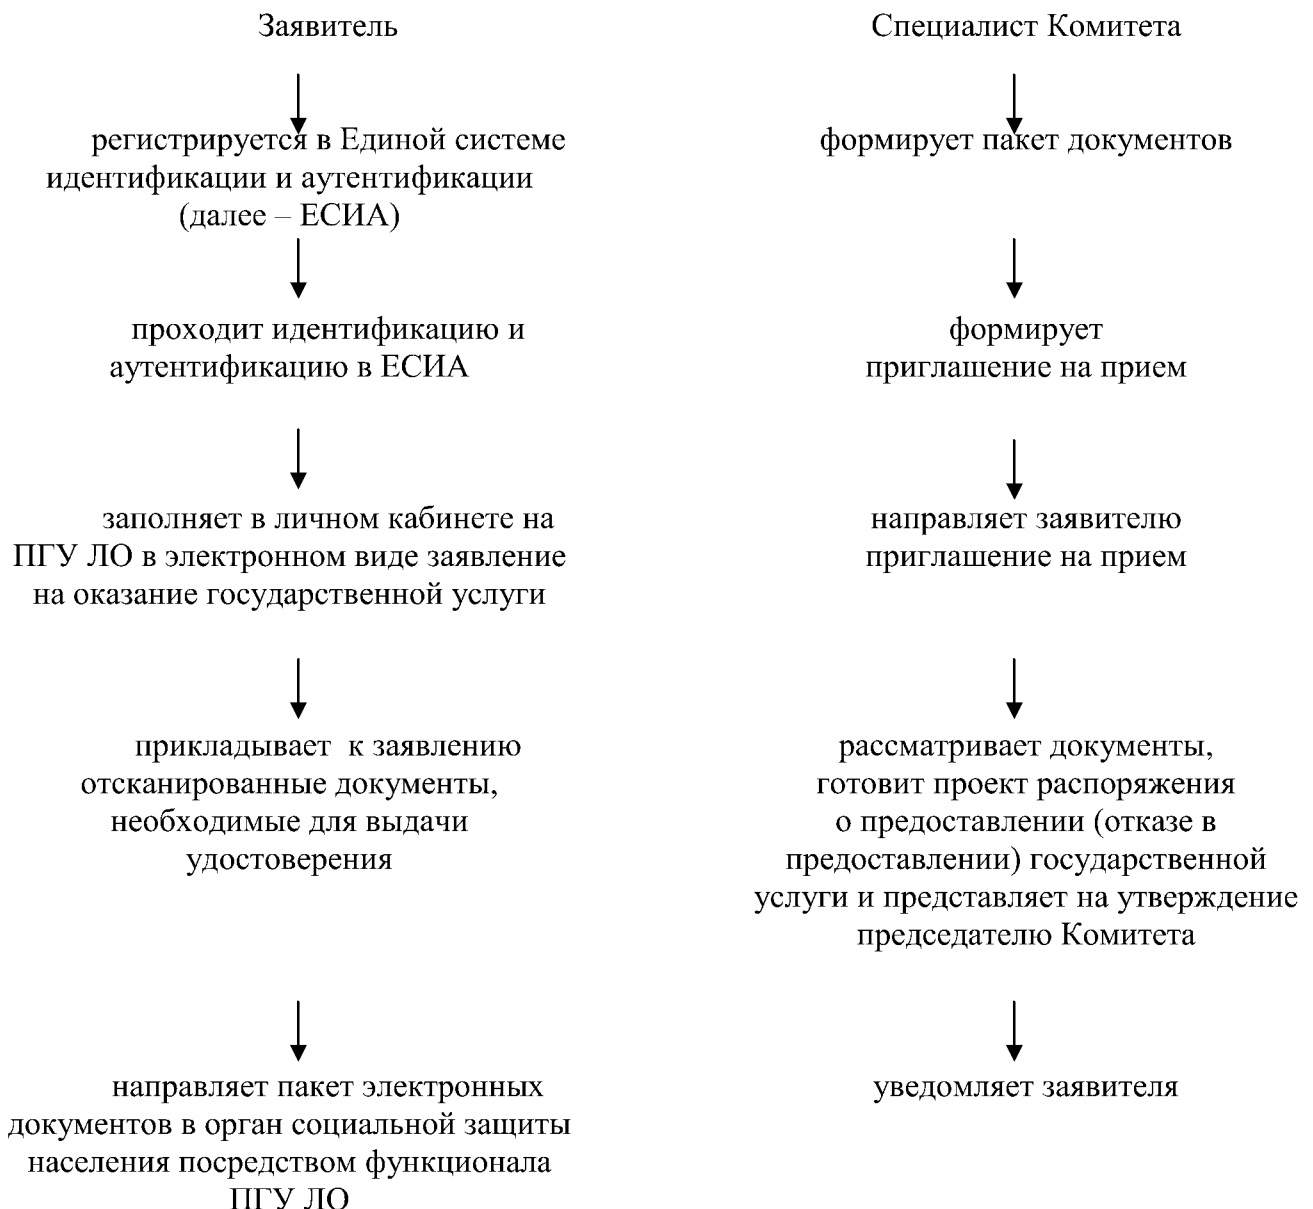 Заявитель
регистрируется в Единой системе
идентификации и аутентификации
(далее – ЕСИА)
проходит идентификацию и
аутентификацию в ЕСИА
заполняет в личном кабинете на
ПГУ ЛО в электронном виде заявление
на оказание государственной услуги
прикладывает к заявлению
отсканированные документы,
необходимые для выдачи
удостоверения
направляет пакет электронных
документов в орган социальной защиты
населения посредством функционала
ПГУ ЛО
Специалист Комитета
формирует пакет документов
формирует
приглашение на прием
направляет заявителю
приглашение на прием
рассматривает документы,
готовит проект распоряжения
о предоставлении (отказе в
предоставлении) государственной
услуги и представляет на утверждение
председателю Комитета
уведомляет заявителя